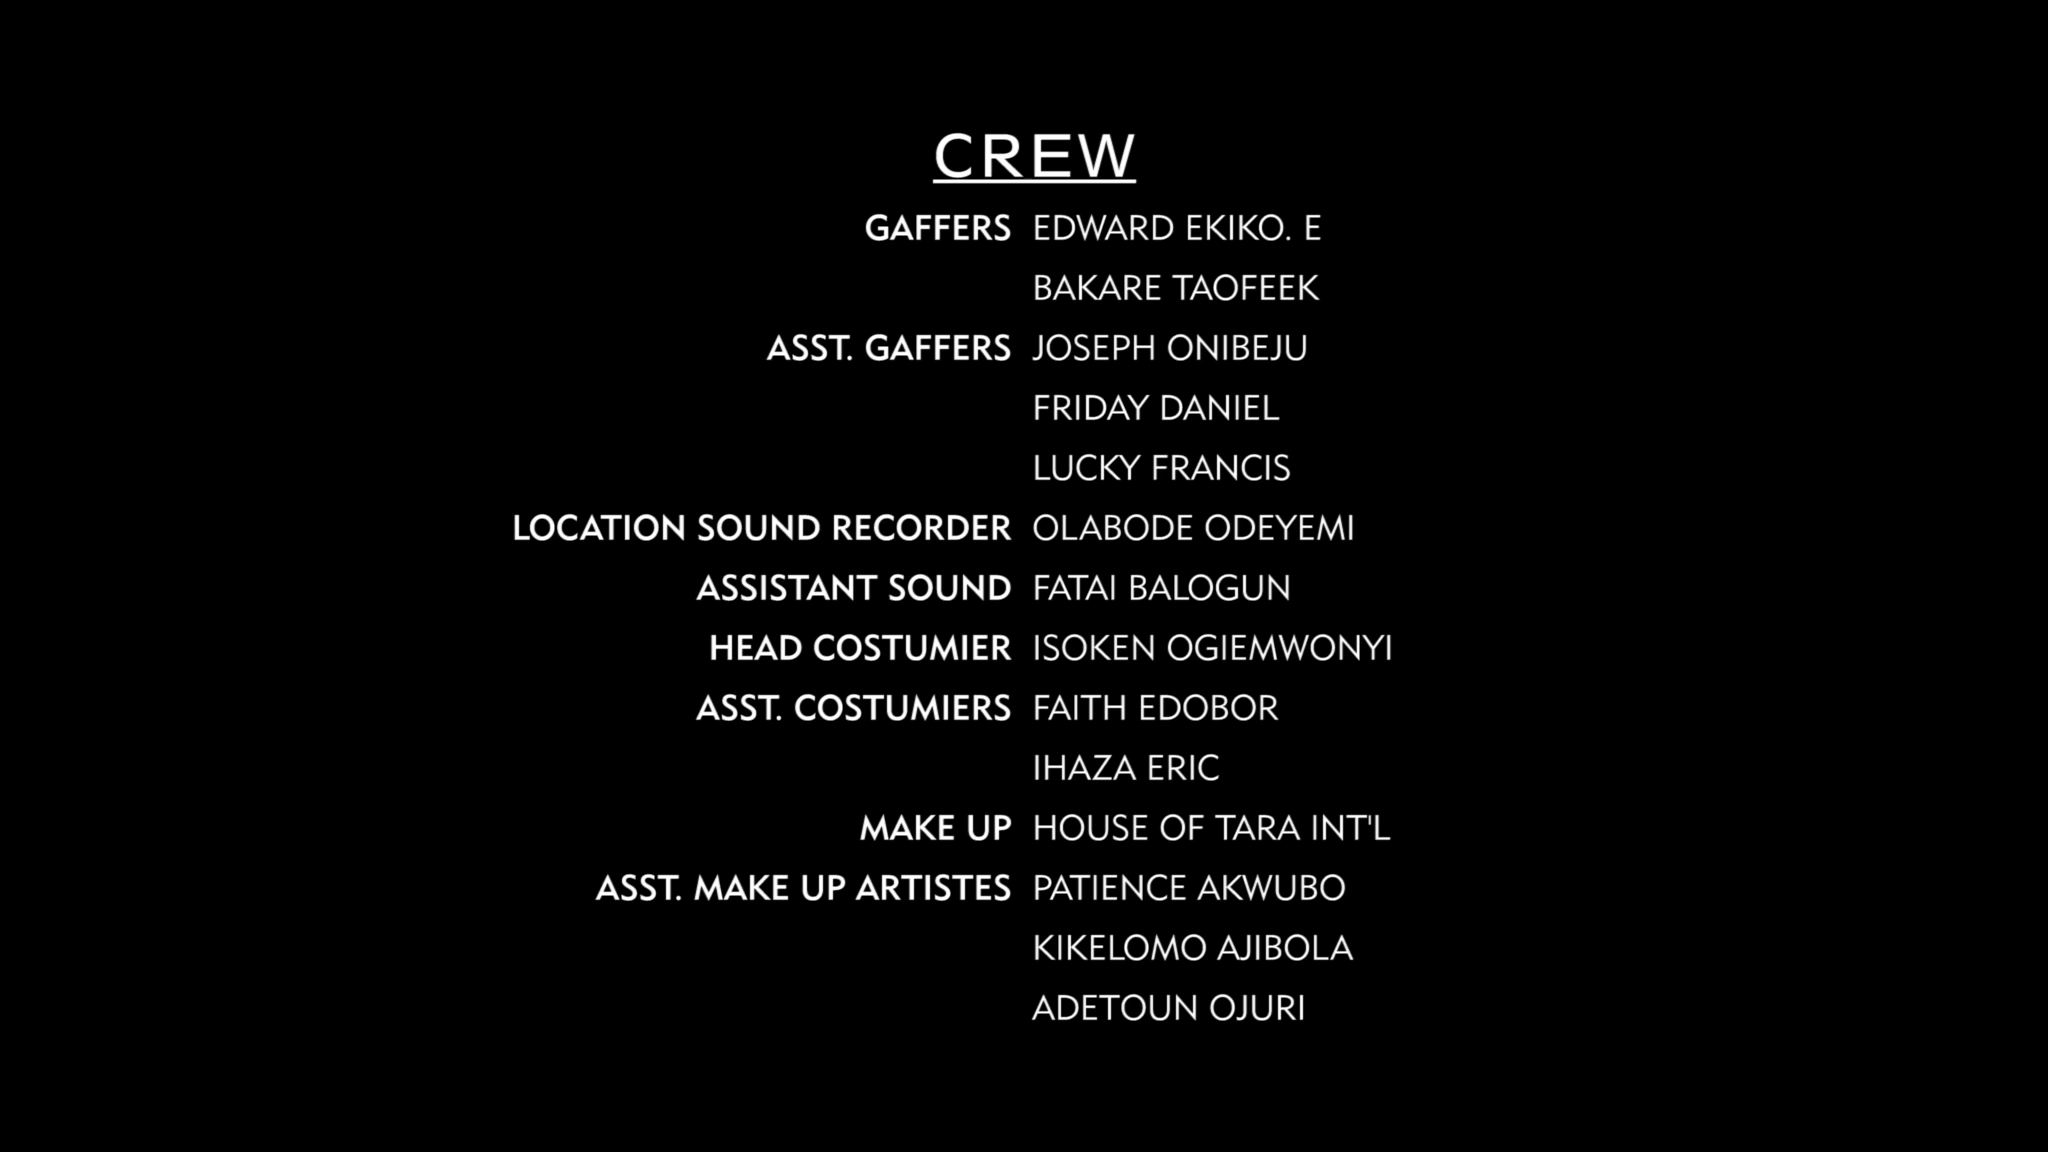 CREW
GAFFERS EDWARD EKIKO. E
BAKARE TAOFEEK
ASST. GAFFERS JOSEPH ONIBEJU
FRIDAY DANIEL
LUCKY FRANCIS
LOCATION SOUND RECORDER OLABODE ODEYEMI
ASSISTANT SOUND FATAI BALOGUN
HEAD COSTUMIER ISOKEN OGIEMWONYI
ASST. COSTUMIERS FAITH EDOBOR
IHAZA ERIC
MAKE UP HOUSE OF TARA INT'L
ASST. MAKE UP ARTISTES PATIENCE AKWUBO
KIKELOMO AJIBOLA
ADETOUN OJURI